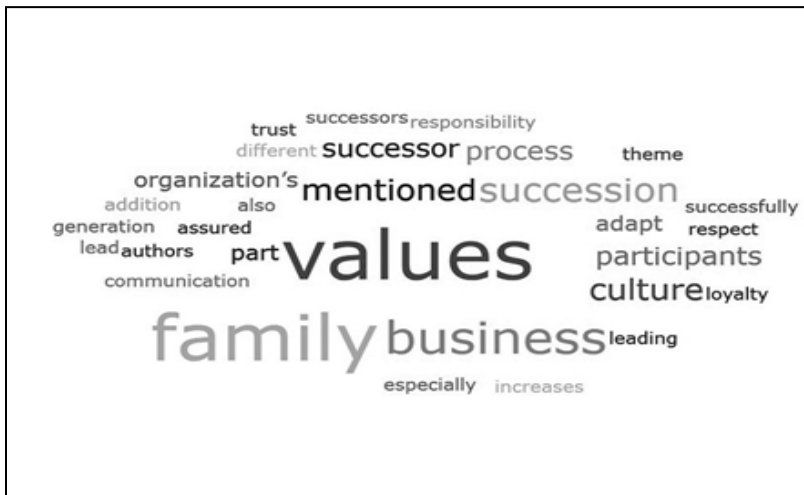 successors responsibility
trust
different successor process theme
organization's mentioned succession
addition also successfully
generation assured adapt respect
lead authors part values participants
communication culture loyalty
family business leading
especially increases